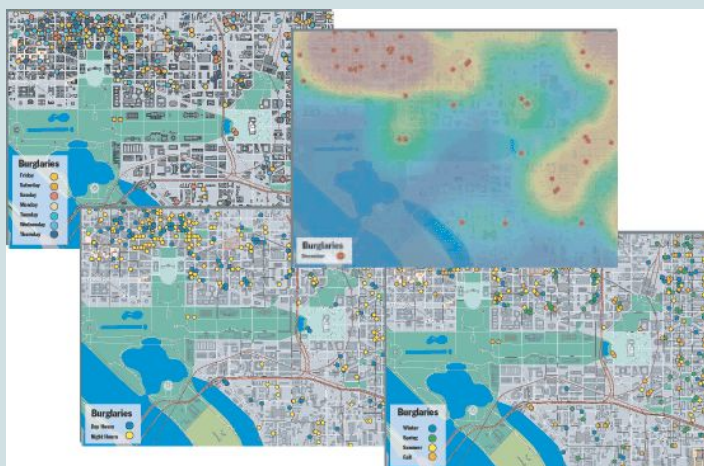 Burglaries
Friday
Saturday
Sunday
Monday
Tuesday
Wednesday
Thursday
Burglaries
December
Burglaries
Day Hours
Night Hours
Burglaries
Winter
Spring
Summer
Fall